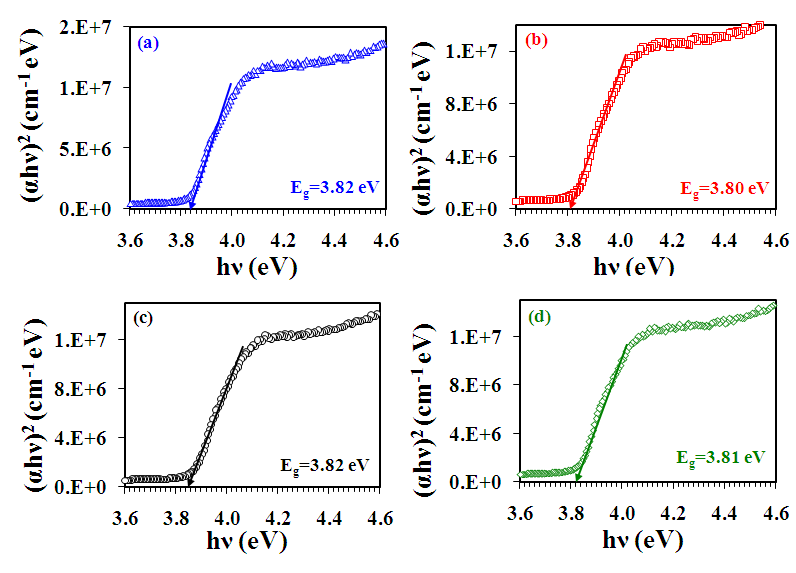 (a)
(αhν)² (cm⁻¹ eV)
2.E+7
1.E+7
5.E+6
0.E+0
E_g=3.82 eV
3.6 3.8 4.0 4.2 4.4 4.6
hν (eV)
(b)
(αhν)² (cm⁻¹ eV)
1.E+7
8.E+6
4.E+6
0.E+0
E_g=3.80 eV
3.6 3.8 4.0 4.2 4.4 4.6
hν (eV)
(c)
(αhν)² (cm⁻¹ eV)
1.E+7
8.E+6
4.E+6
0.E+0
E_g=3.82 eV
3.6 3.8 4.0 4.2 4.4 4.6
hν (eV)
(d)
(αhν)² (cm⁻¹ eV)
1.E+7
8.E+6
4.E+6
0.E+0
E_g=3.81 eV
3.6 3.8 4.0 4.2 4.4 4.6
hν (eV)